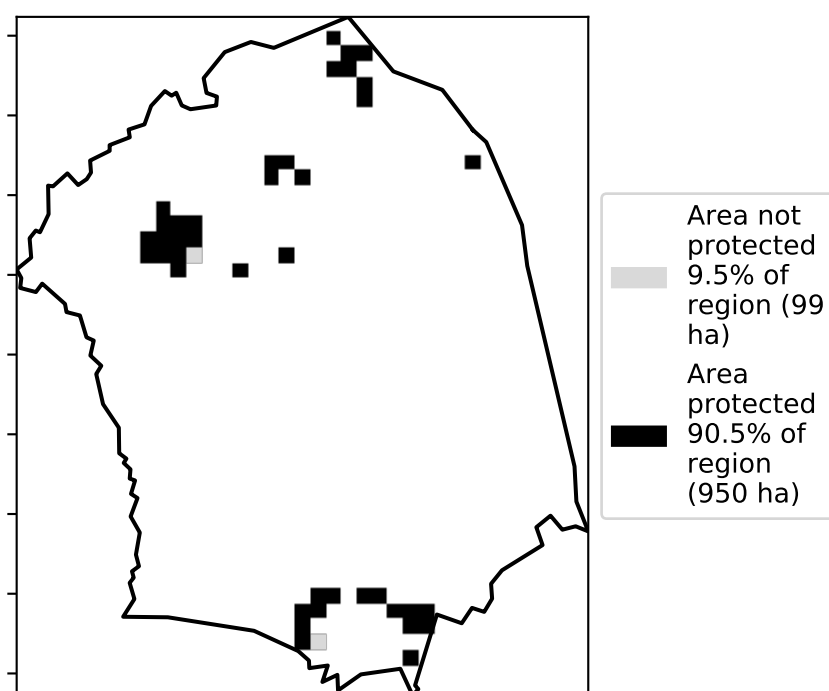 Area not
protected
9.5% of
region (99
ha)
Area
protected
90.5% of
region
(950 ha)